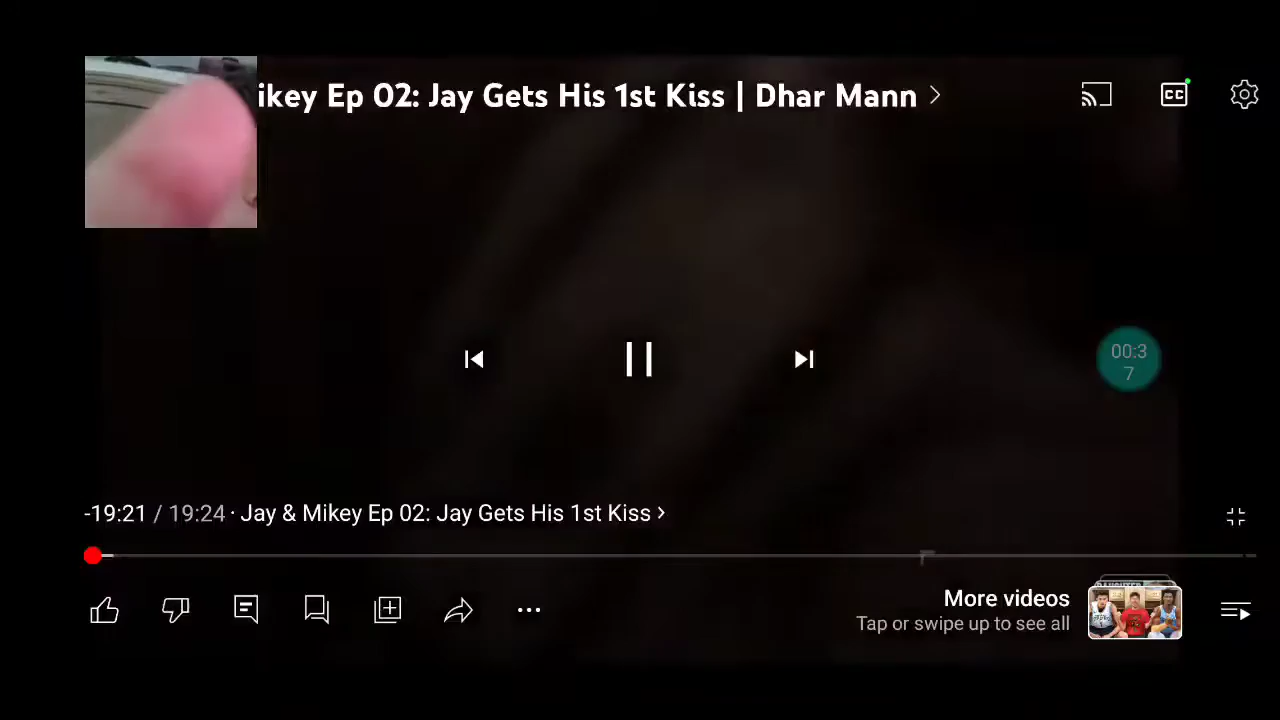 ikey Ep 02: Jay Gets His 1st Kiss | Dhar Mann
CC
00:3
7
-19:21 / 19:24 · Jay & Mikey Ep 02: Jay Gets His 1st Kiss
More videos
Tap or swipe up to see all